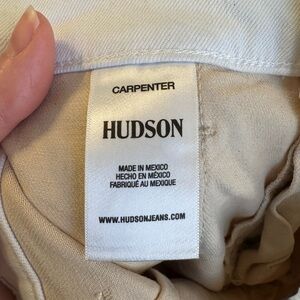 CARPENTER
HUDSON
MADE IN MEXICO
HECHO EN MÉXICO
FABRIQUÉ AU MEXIQUE
WWW.HUDSONJEANS.COM